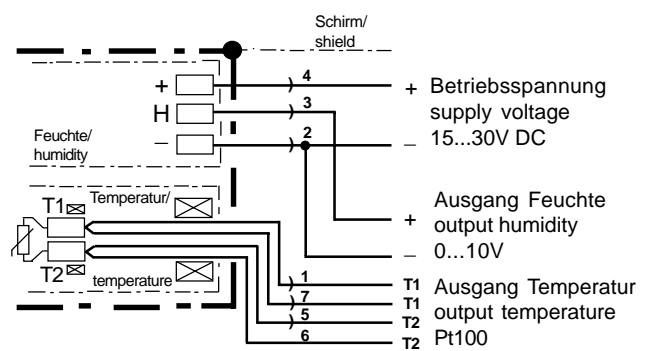 Schirm/
shield
+ 4 + Betriebsspannung
H 3 supply voltage
– 2 – 15...30V DC
Feuchte/
humidity
Ausgang Feuchte
+ output humidity
– 0...10V
T1 Temperatur/
T2 temperature
1 T1 Ausgang Temperatur
7 T1 output temperature
5 T2 Pt100
6 T2